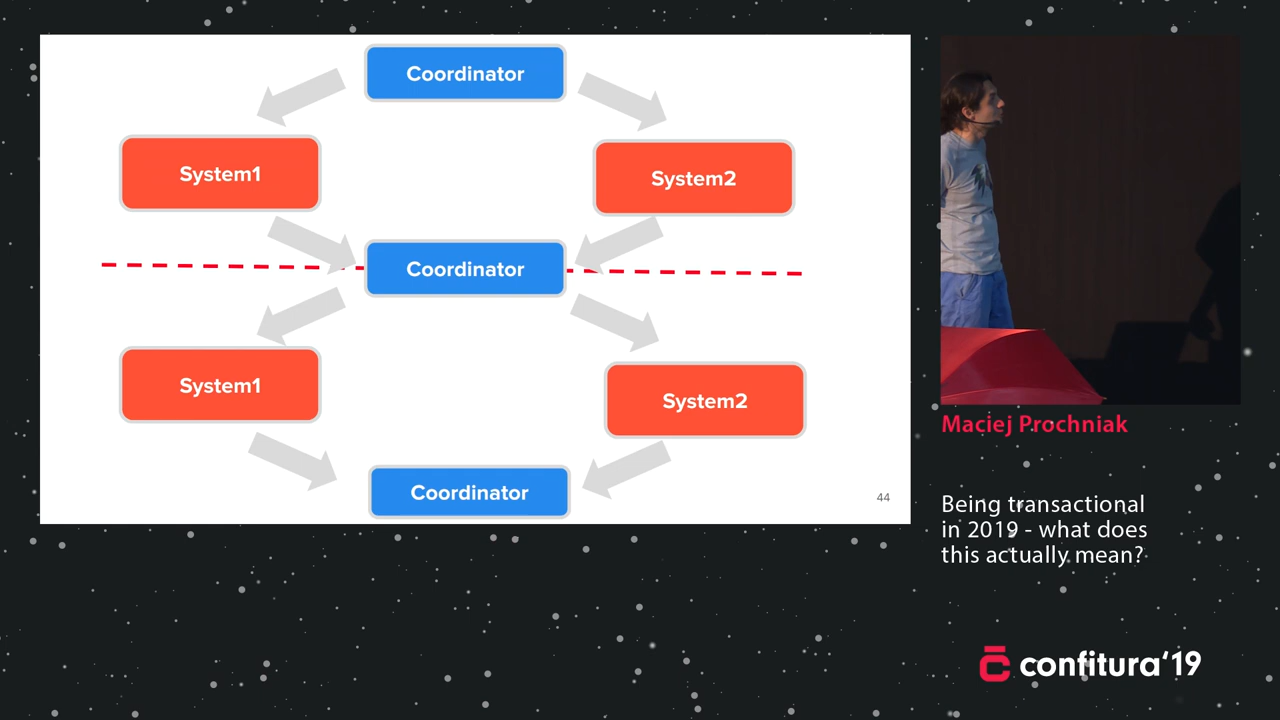 Coordinator
System1
System2
Coordinator
System1
System2
Coordinator
44
Maciej Prochniak
Being transactional
in 2019 - what does
this actually mean?
confitura'19